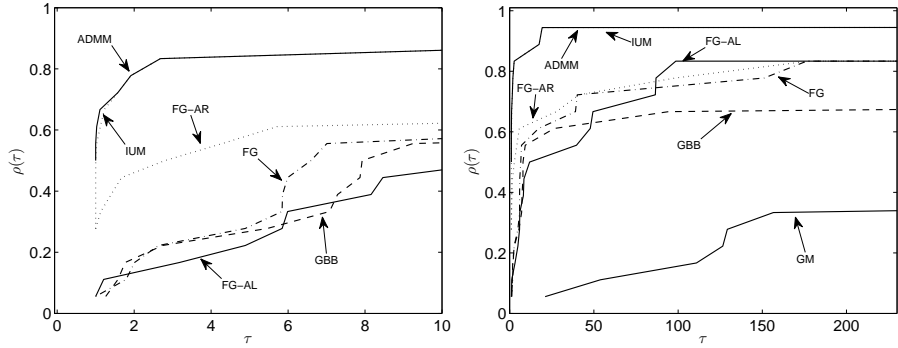 1
0.8
0.6
0.4
0.2
0
ρ(τ)
0
2
4
6
8
10
τ
ADMM
IUM
FG-AR
FG
GBB
FG-AL
1
0.8
0.6
0.4
0.2
0
ρ(τ)
0
50
100
150
200
τ
ADMM
IUM
FG-AL
FG-AR
FG
GBB
GM